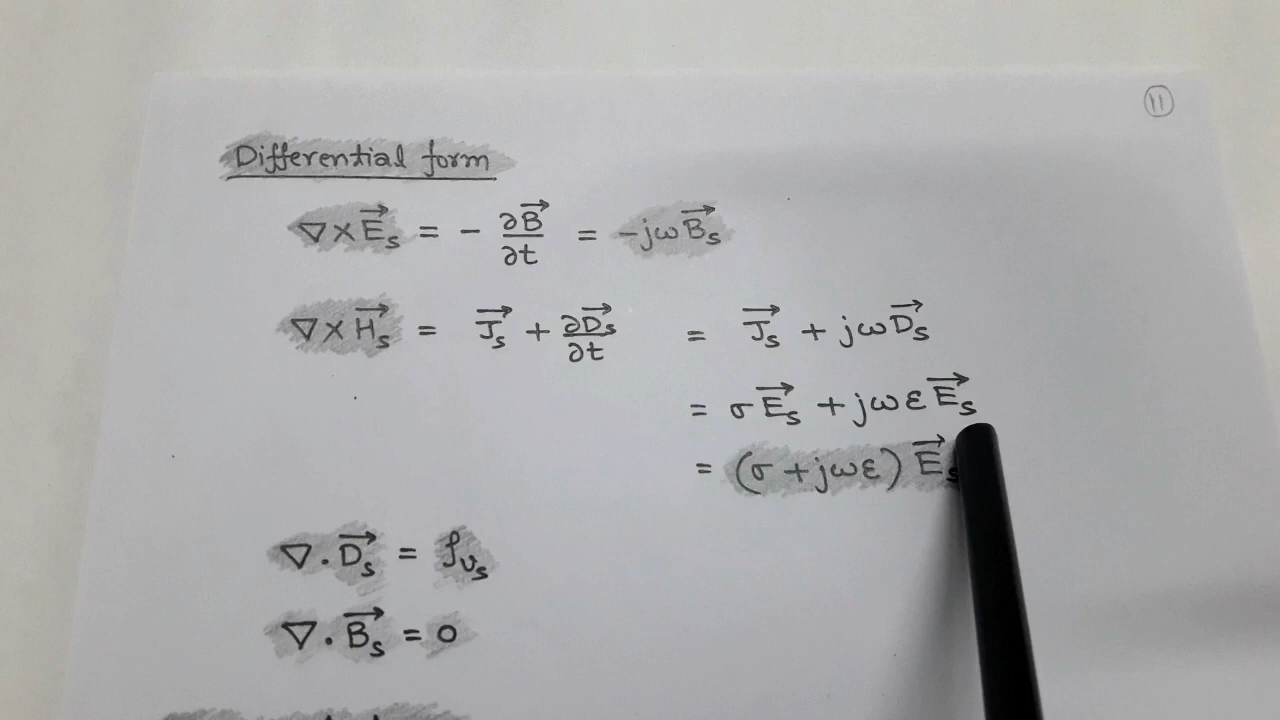 11
Differential form
∇×E⃗s = - ∂B⃗/∂t = -jωB⃗s
∇×H⃗s = J⃗s + ∂D⃗s/∂t = J⃗s + jωD⃗s
= σE⃗s + jωεE⃗s
= (σ+jωε) E⃗s
∇.D⃗s = ρvs
∇.B⃗s = 0